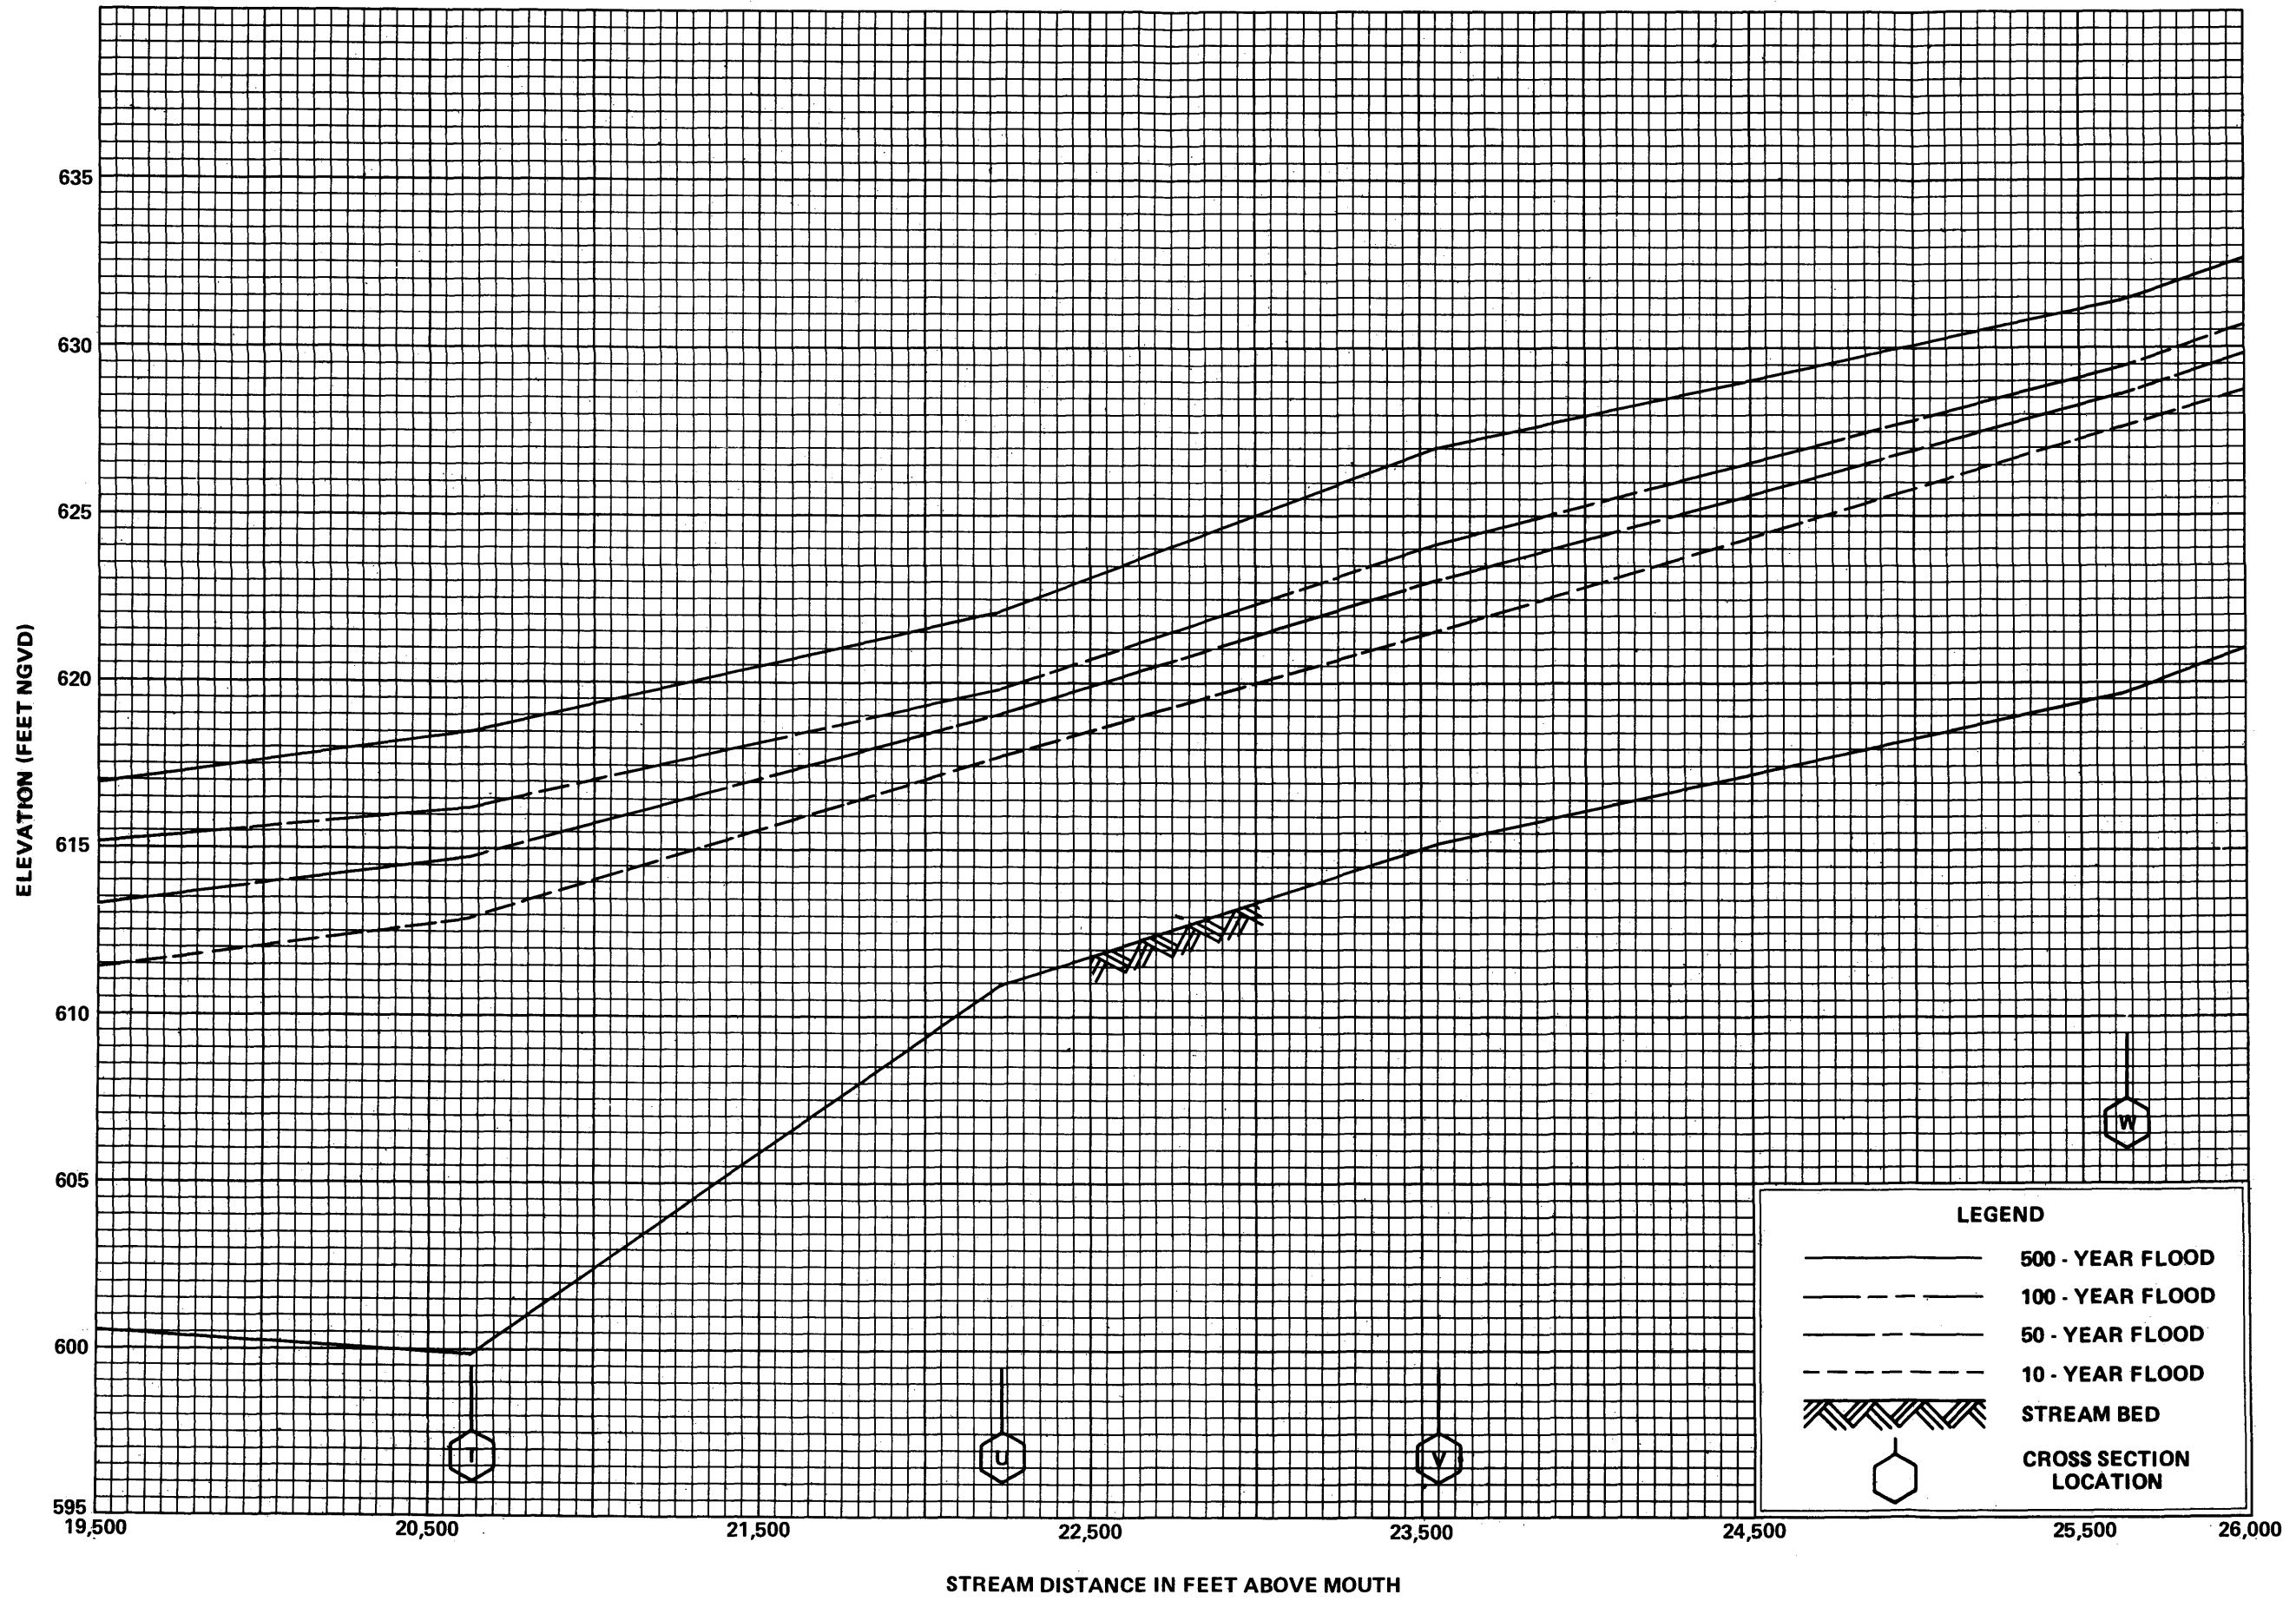 635
630
625
620
615
610
605
600
595
ELEVATION (FEET NGVD)
19,500
20,500
21,500
22,500
23,500
24,500
25,500
26,000
STREAM DISTANCE IN FEET ABOVE MOUTH
T
U
V
W
LEGEND
500 - YEAR FLOOD
100 - YEAR FLOOD
50 - YEAR FLOOD
10 - YEAR FLOOD
STREAM BED
CROSS SECTION
LOCATION